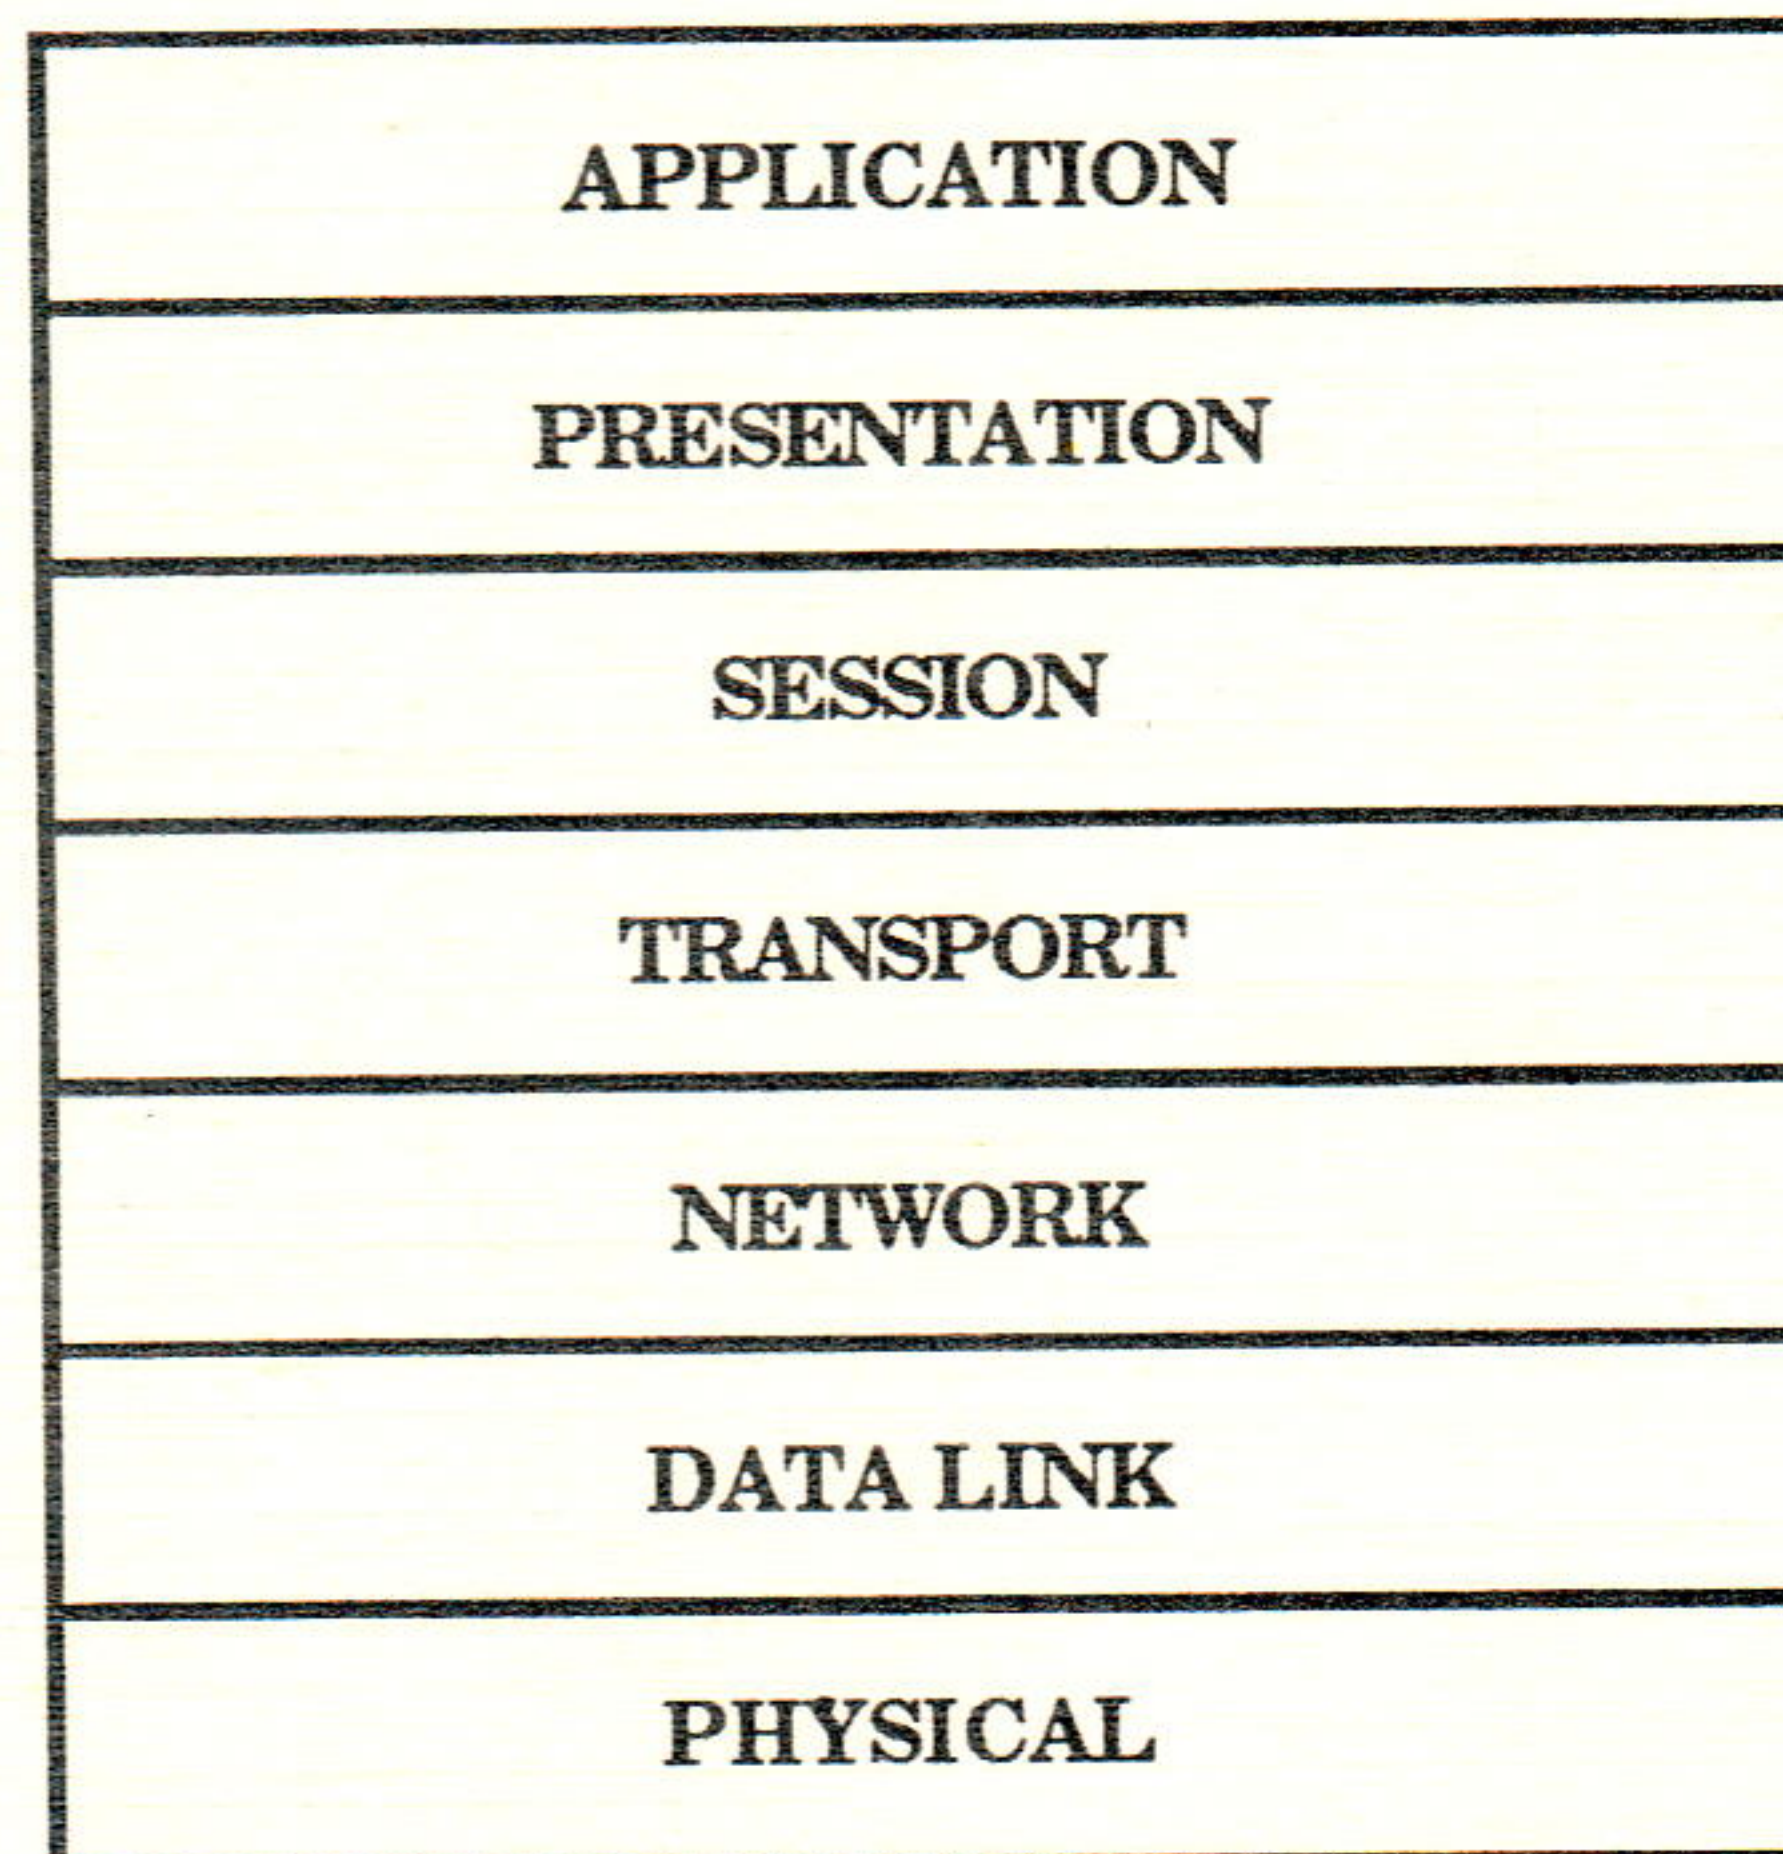 APPLICATION
PRESENTATION
SESSION
TRANSPORT
NETWORK
DATA LINK
PHYSICAL